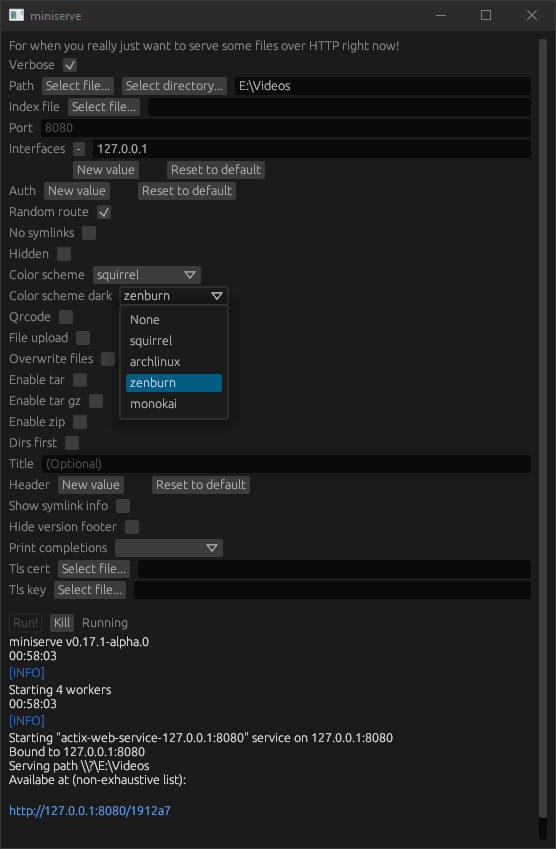 miniserve
For when you really just want to serve some files over HTTP right now!
Verbose
Path Select file... Select directory... E:\Videos
Index file Select file...
Port 8080
Interfaces - 127.0.0.1
New value Reset to default
Auth New value Reset to default
Random route
No symlinks
Hidden
Color scheme squirrel
Color scheme dark zenburn
None
Qrcode
squirrel
File upload
archlinux
Overwrite files
zenburn
Enable tar
monokai
Enable tar gz
Enable zip
Dirs first
Title (Optional)
Header New value Reset to default
Show symlink info
Hide version footer
Print completions
Tls cert Select file...
Tls key Select file...
Run! Kill Running
miniserve v0.17.1-alpha.0
00:58:03
[INFO]
Starting 4 workers
00:58:03
[INFO]
Starting "actix-web-service-127.0.0.1:8080" service on 127.0.0.1:8080
Bound to 127.0.0.1:8080
Serving path \\?\E:\Videos
Availabe at (non-exhaustive list):
http://127.0.0.1:8080/1912a7